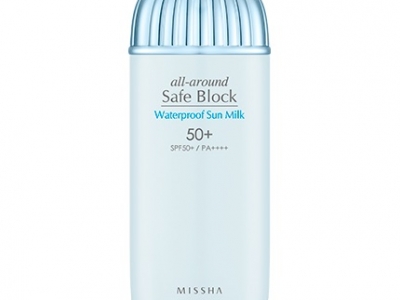 all-around
Safe Block
Waterproof Sun Milk
50+
SPF50+ / PA++++
MISSHA